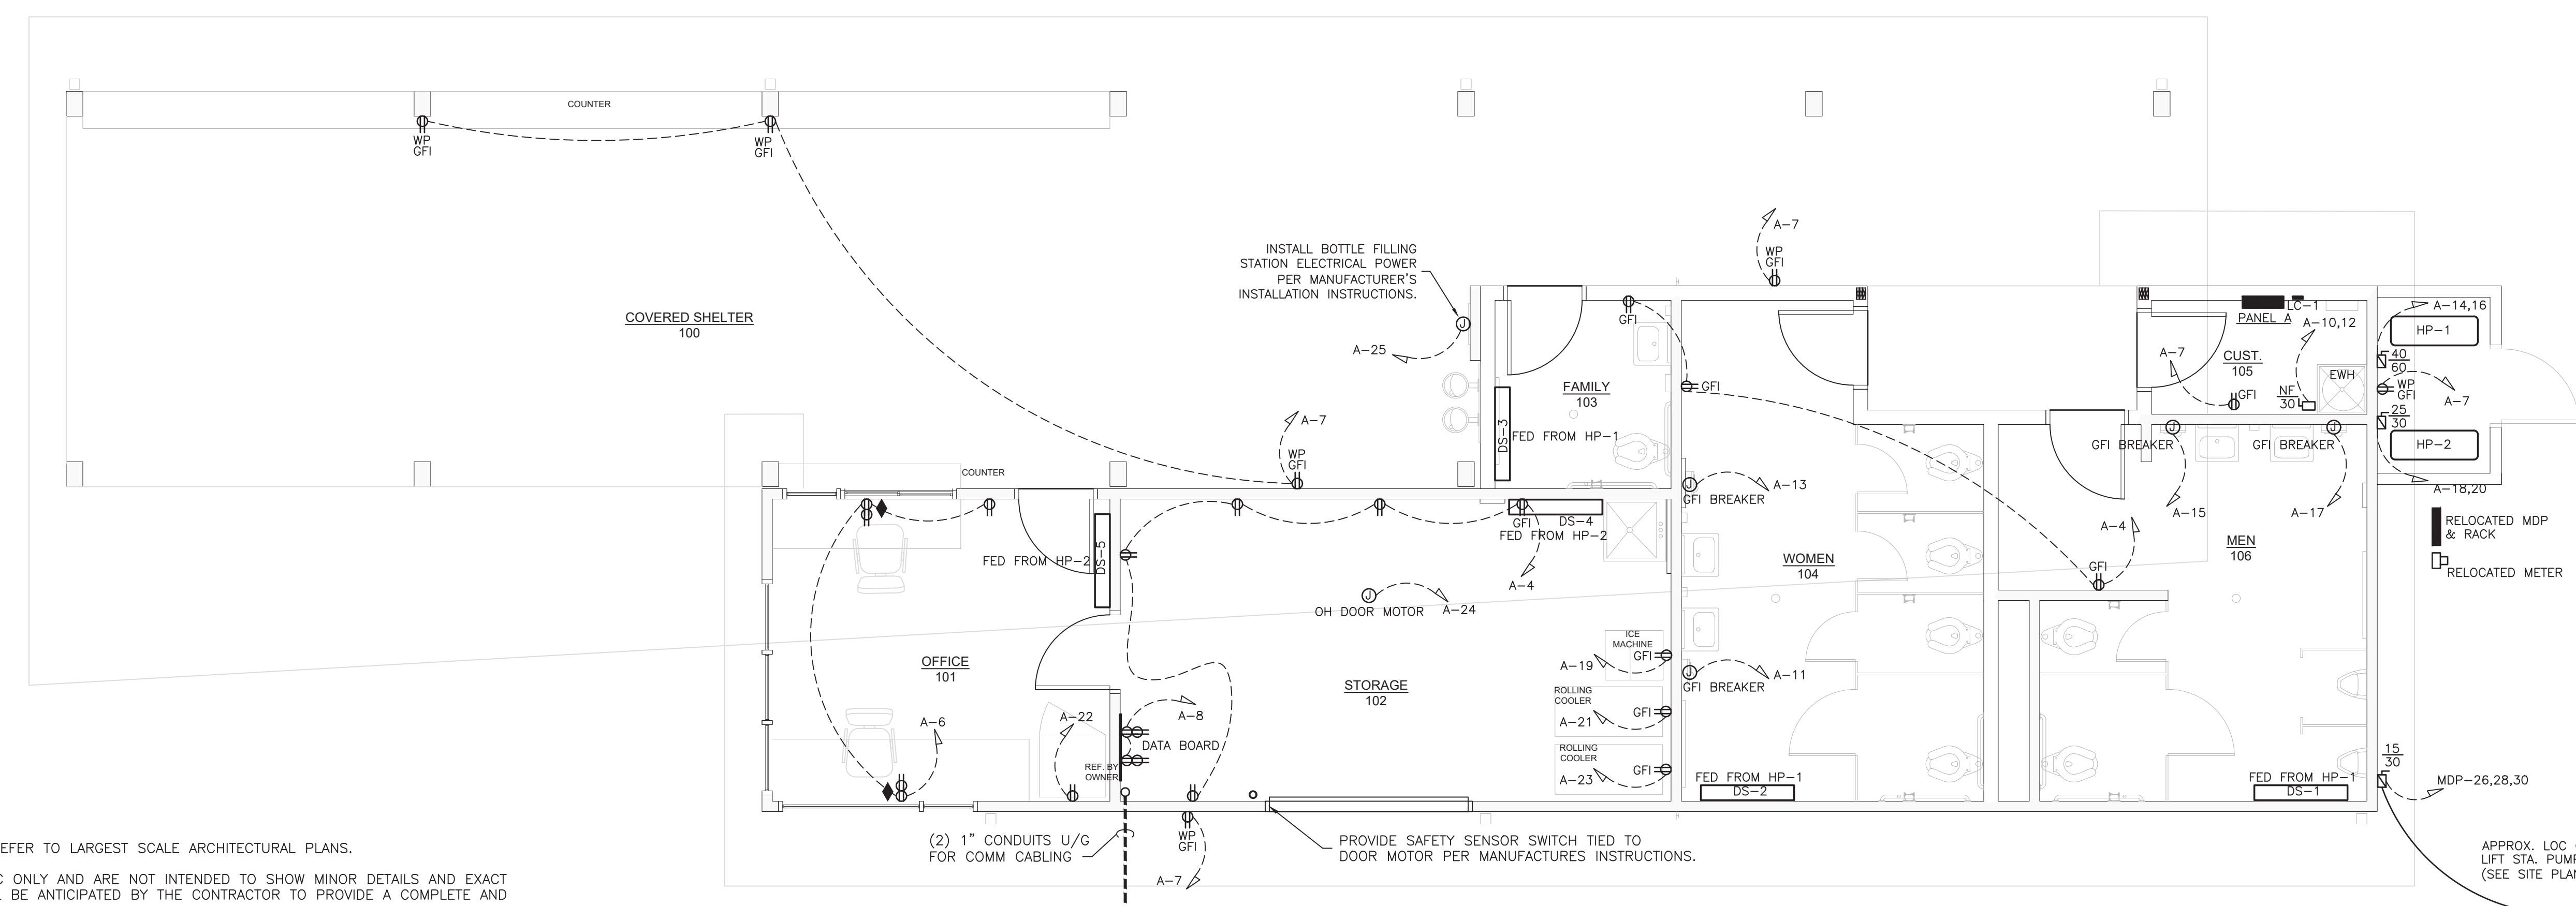 COUNTER
WP
GFI
WP
GFI
COVERED SHELTER
100
INSTALL BOTTLE FILLING
STATION ELECTRICAL POWER
PER MANUFACTURER'S
INSTALLATION INSTRUCTIONS.
J
A-25
A-7
WP
GFI
A-7
WP
GFI
GFI
GFI
FAMILY
103
DS-3
FED FROM HP-1
LC-1
PANEL A
A-10,12
A-7
CUST.
105
GFI
NF
30
EWH
A-14,16
HP-1
40
60
WP
GFI
A-7
25
30
HP-2
A-18,20
RELOCATED MDP
& RACK
RELOCATED METER
COUNTER
FED FROM HP-2
DS-5
GFI
DS-4
FED FROM HP-2
A-4
J
OH DOOR MOTOR
A-24
J
GFI BREAKER
A-13
J
GFI BREAKER
A-15
J
GFI BREAKER
A-17
A-4
GFI
WOMEN
104
MEN
106
OFFICE
101
STORAGE
102
ICE
MACHINE
A-19
GFI
ROLLING
COOLER
A-21
GFI
ROLLING
COOLER
A-23
GFI
J
GFI BREAKER
A-11
A-6
A-22
A-8
DATA BOARD
REF. BY
OWNER
FED FROM HP-1
DS-2
FED FROM HP-1
DS-1
15
30
MDP-26,28,30
(2) 1" CONDUITS U/G
FOR COMM CABLING
WP
GFI
A-7
PROVIDE SAFETY SENSOR SWITCH TIED TO
DOOR MOTOR PER MANUFACTURES INSTRUCTIONS.
APPROX. LOC
LIFT STA. PUMP
(SEE SITE PLAN
EFER TO LARGEST SCALE ARCHITECTURAL PLANS.
C ONLY AND ARE NOT INTENDED TO SHOW MINOR DETAILS AND EXACT
BE ANTICIPATED BY THE CONTRACTOR TO PROVIDE A COMPLETE AND